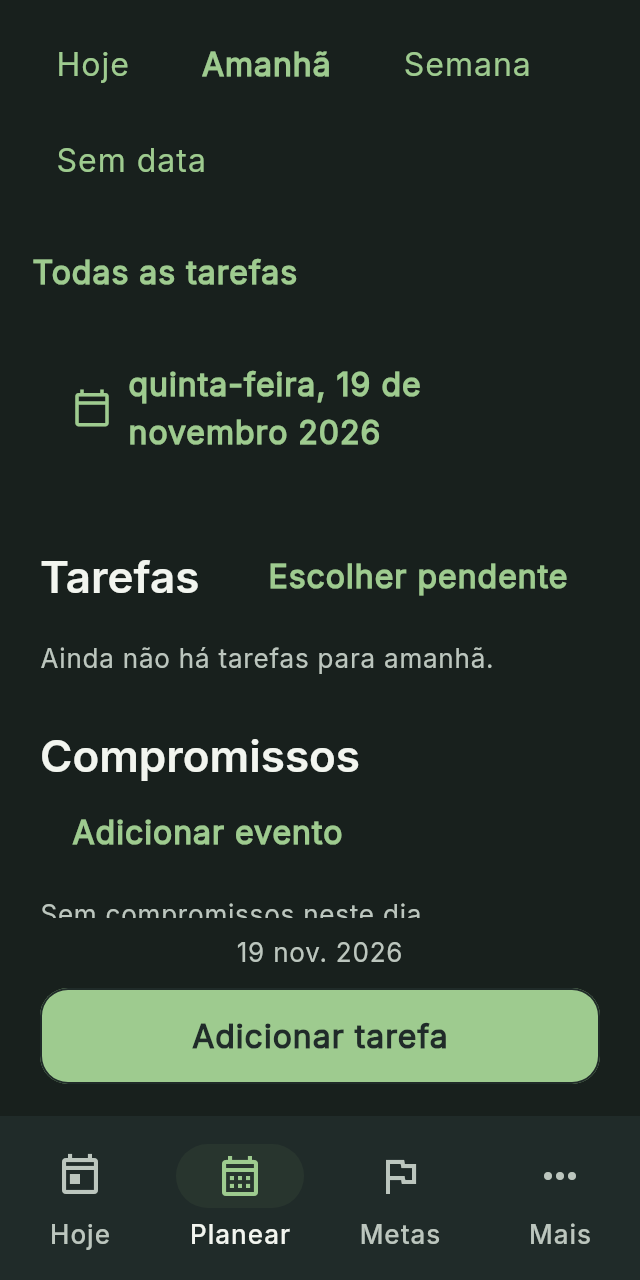 Hoje Amanhã Semana
Sem data
Todas as tarefas
quinta-feira, 19 de
novembro 2026
Tarefas Escolher pendente
Ainda não há tarefas para amanhã.
Compromissos
Adicionar evento
Sem compromissos neste dia
19 nov. 2026
Adicionar tarefa
Hoje Planear Metas Mais